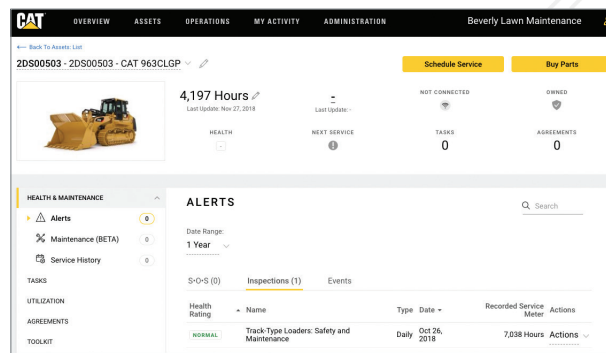 CAT OVERVIEW ASSETS OPERATIONS MY ACTIVITY ADMINISTRATION Beverly Lawn Maintenance
← Back To Assets: List
2DS00503 - 2DS00503 - CAT 963CLGP
Schedule Service Buy Parts
4,197 Hours - NOT CONNECTED OWNED
Last Update: Nov 27, 2018 Last Update: -
HEALTH NEXT SERVICE TASKS AGREEMENTS
- 0 0
HEALTH & MAINTENANCE
Alerts 0
Maintenance (BETA) 0
Service History 0
TASKS
UTILIZATION
AGREEMENTS
TOOLKIT
ALERTS
Search
Date Range:
1 Year
S•O•S (0) Inspections (1) Events
Health Rating Name Type Date Recorded Service Meter Actions
NORMAL Track-Type Loaders: Safety and Maintenance Daily Oct 26, 2018 7,038 Hours Actions